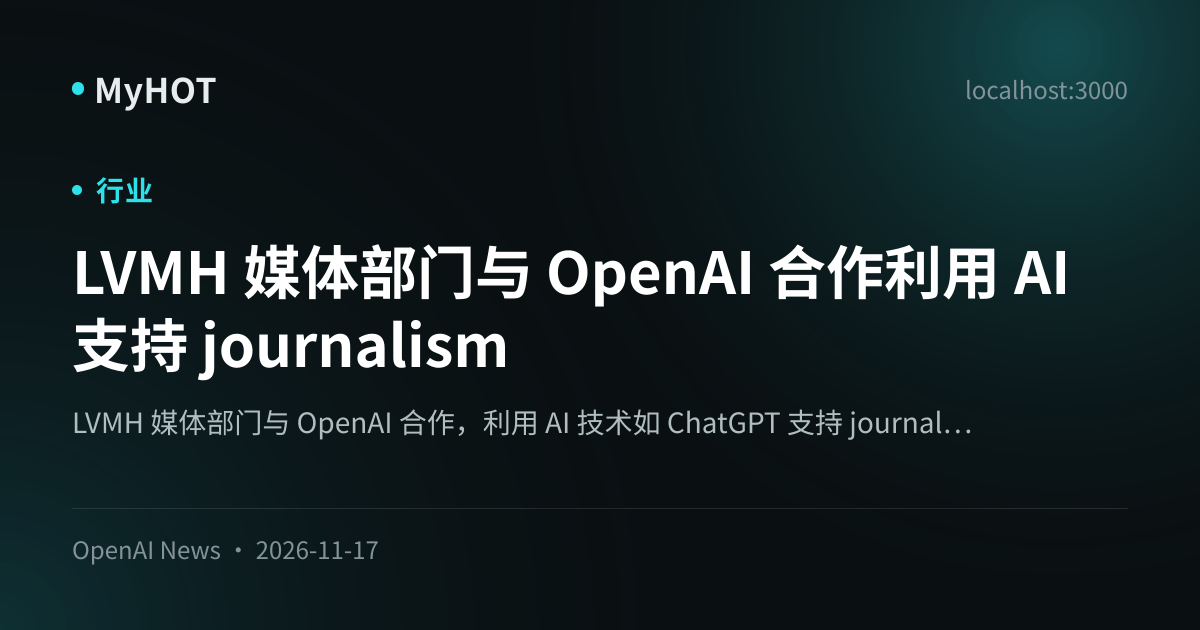 MyHOT
localhost:3000
行业
LVMH 媒体部门与 OpenAI 合作利用 AI
支持 journalism
LVMH 媒体部门与 OpenAI 合作，利用 AI 技术如 ChatGPT 支持 journal…
OpenAI News · 2026-11-17